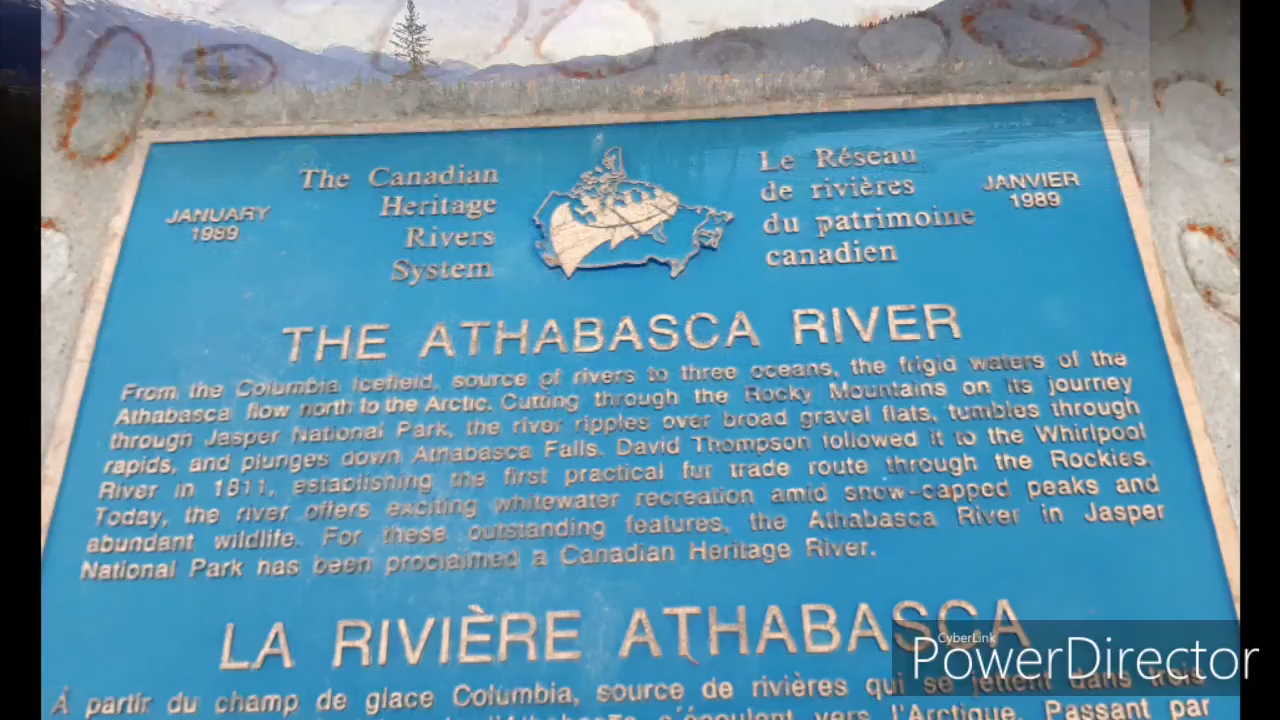 The Canadian
Heritage
Rivers
System
JANUARY
1989
Le Réseau
de rivières
du patrimoine
canadien
JANVIER
1989
THE ATHABASCA RIVER
From the Columbia Icefield, source of rivers to three oceans, the frigid waters of the
Athabasca flow north to the Arctic. Cutting through the Rocky Mountains on its journey
through Jasper National Park, the river ripples over broad gravel flats, tumbles through
rapids, and plunges down Athabasca Falls. David Thompson followed it to the Whirlpool
River in 1811, establishing the first practical fur trade route through the Rockies.
Today, the river offers exciting whitewater recreation amid snow-capped peaks and
abundant wildlife. For these outstanding features, the Athabasca River in Jasper
National Park has been proclaimed a Canadian Heritage River.
LA RIVIÈRE ATHABASCA
À partir du champ de glace Columbia, source de rivières qui se jettent dans trois
s'écoulent vers l'Arctique. Passant par
CyberLink
PowerDirector